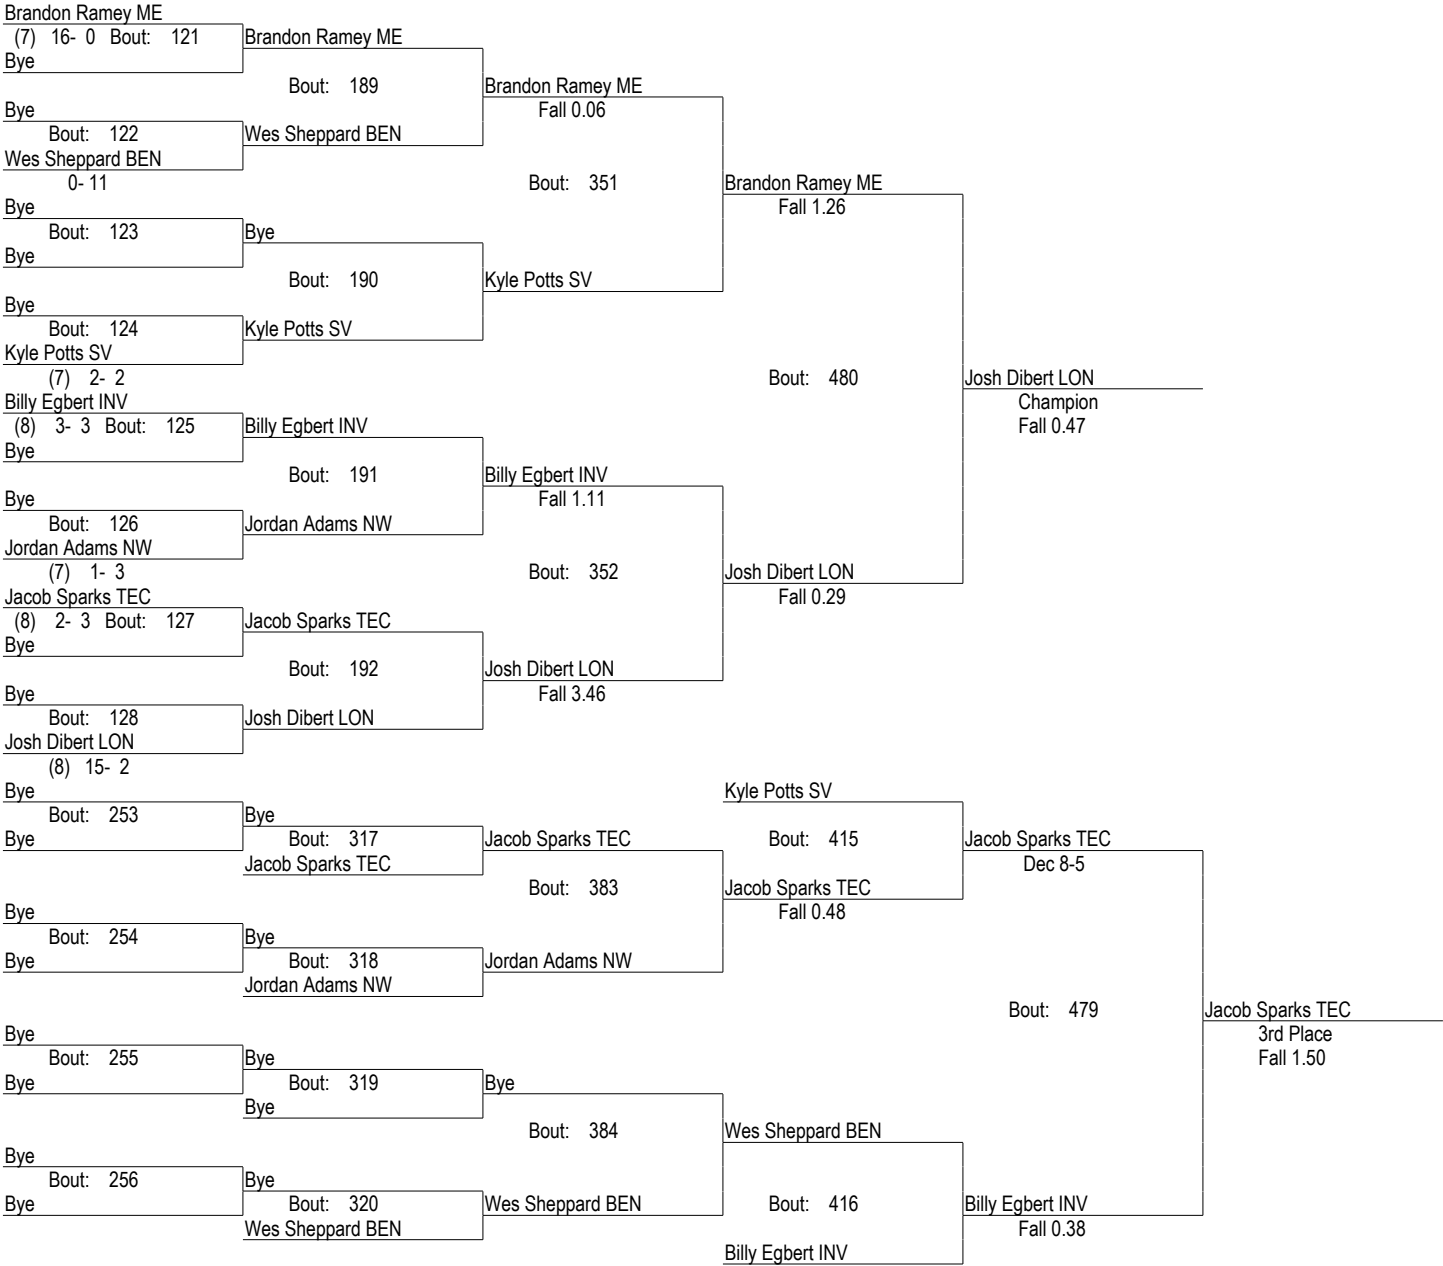 Brandon Ramey ME
(7) 16- 0 Bout: 121 Brandon Ramey ME
Bye
Bout: 189 Brandon Ramey ME
Bye Fall 0.06
Bout: 122 Wes Sheppard BEN
Wes Sheppard BEN
0- 11 Bout: 351 Brandon Ramey ME
Bye Fall 1.26
Bout: 123 Bye
Bye
Bout: 190 Kyle Potts SV
Bye
Bout: 124 Kyle Potts SV
Kyle Potts SV
(7) 2- 2 Bout: 480 Josh Dibert LON
Billy Egbert INV Champion
(8) 3- 3 Bout: 125 Billy Egbert INV Fall 0.47
Bye
Bout: 191 Billy Egbert INV
Bye Fall 1.11
Bout: 126 Jordan Adams NW
Jordan Adams NW
(7) 1- 3 Bout: 352 Josh Dibert LON
Jacob Sparks TEC Fall 0.29
(8) 2- 3 Bout: 127 Jacob Sparks TEC
Bye
Bout: 192 Josh Dibert LON
Bye Fall 3.46
Bout: 128 Josh Dibert LON
Josh Dibert LON
(8) 15- 2
Bye Kyle Potts SV
Bout: 253 Bye
Bye Bout: 317 Jacob Sparks TEC Bout: 415 Jacob Sparks TEC
Jacob Sparks TEC Dec 8-5
Bout: 383 Jacob Sparks TEC
Bye Fall 0.48
Bout: 254 Bye
Bye Bout: 318 Jordan Adams NW
Jordan Adams NW
Bout: 479 Jacob Sparks TEC
Bye 3rd Place
Bout: 255 Bye Fall 1.50
Bye Bout: 319 Bye
Bye
Bout: 384 Wes Sheppard BEN
Bye
Bout: 256 Bye
Bye Bout: 320 Wes Sheppard BEN Bout: 416 Billy Egbert INV
Wes Sheppard BEN Fall 0.38
Billy Egbert INV